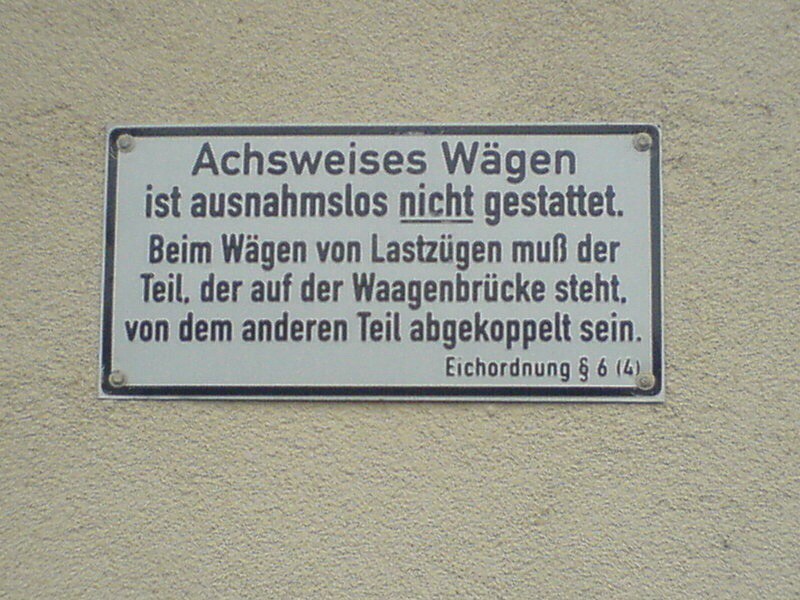 Achsweises Wägen
ist ausnahmslos nicht gestattet.
Beim Wägen von Lastzügen muß der
Teil, der auf der Waagenbrücke steht,
von dem anderen Teil abgekoppelt sein.
Eichordnung § 6 (4)